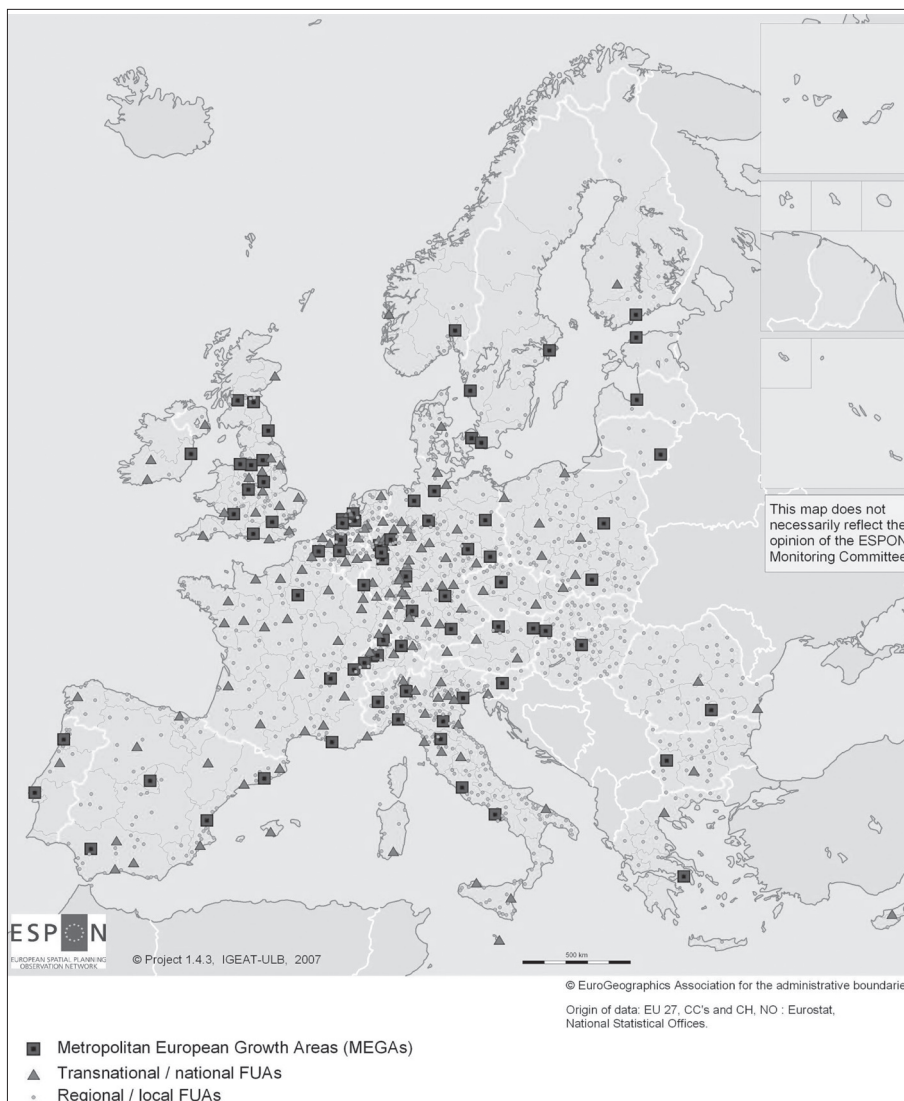 This map does not
necessarily reflect the
opinion of the ESPON
Monitoring Committee
ESPON
EUROPEAN SPATIAL PLANNING
OBSERVATION NETWORK
© Project 1.4.3, IGEAT-ULB, 2007
500 km
© EuroGeographics Association for the administrative boundarie
Origin of data: EU 27, CC's and CH, NO : Eurostat,
National Statistical Offices.
Metropolitan European Growth Areas (MEGAs)
Transnational / national FUAs
Regional / local FUAs